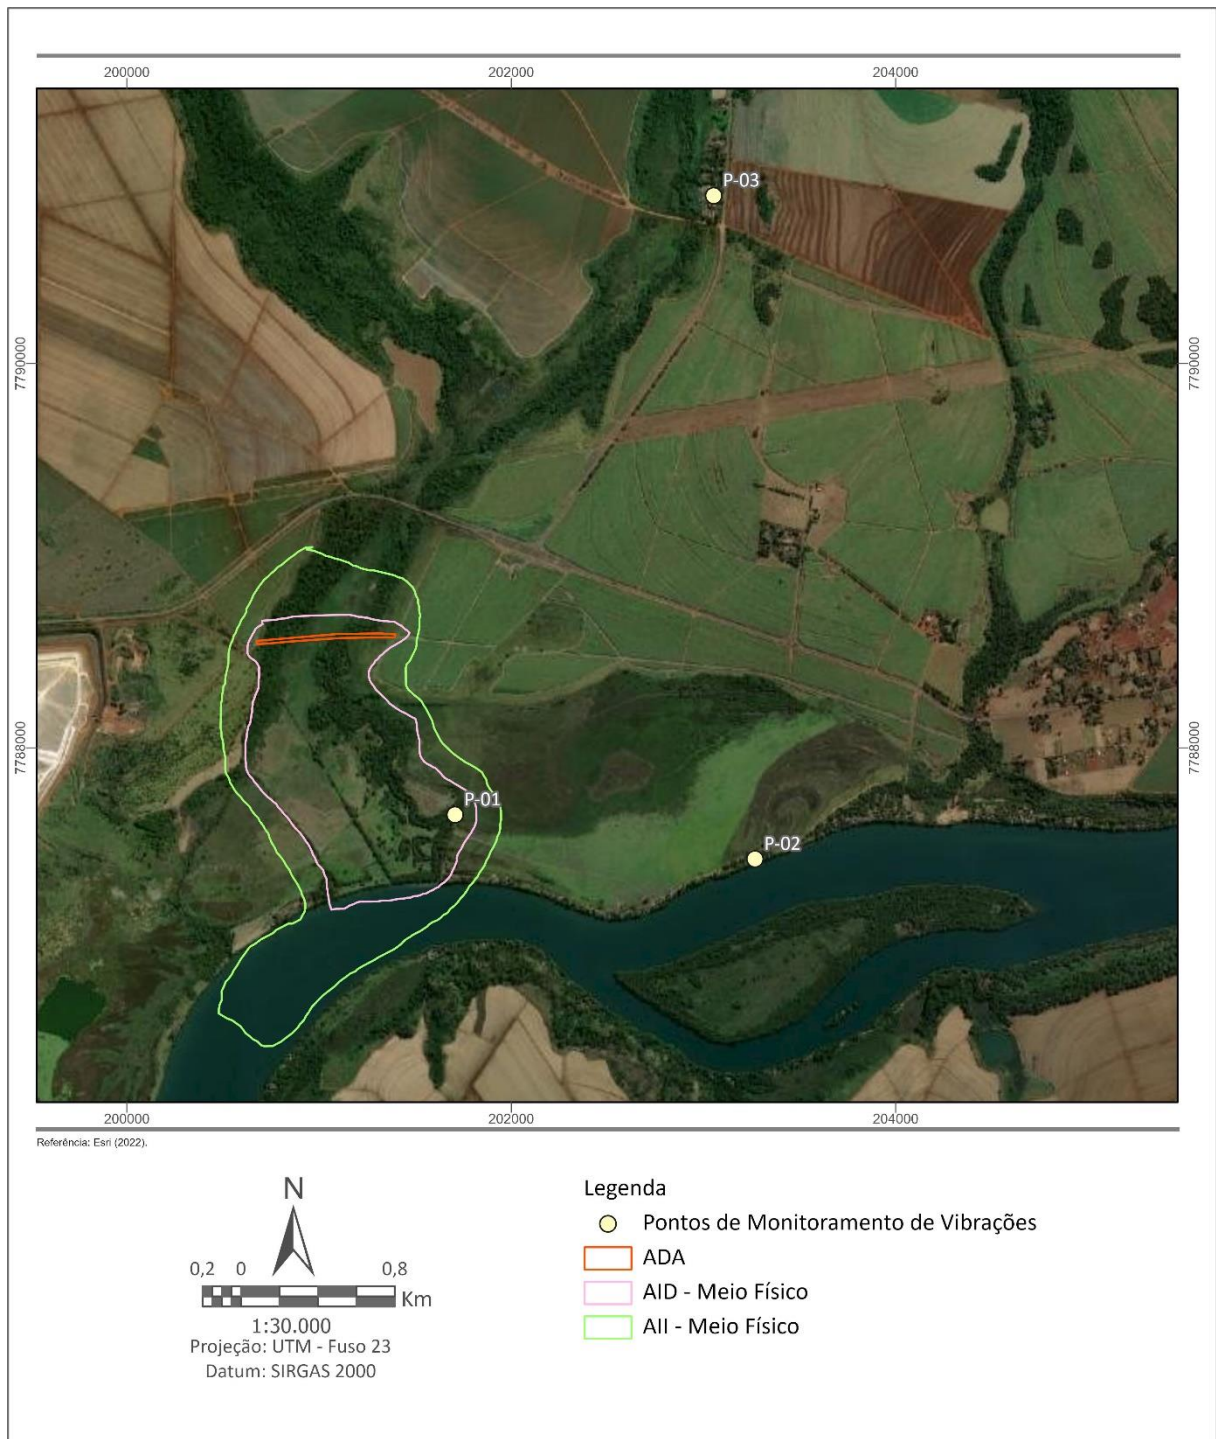 200000 202000 204000
P-03
7790000 7790000
7788000 7788000
P-01
P-02
200000 202000 204000
Referência: Esri (2022).
N
0,2 0 0,8
Km
1:30.000
Projeção: UTM - Fuso 23
Datum: SIRGAS 2000
Legenda
Pontos de Monitoramento de Vibrações
ADA
AID - Meio Físico
AII - Meio Físico